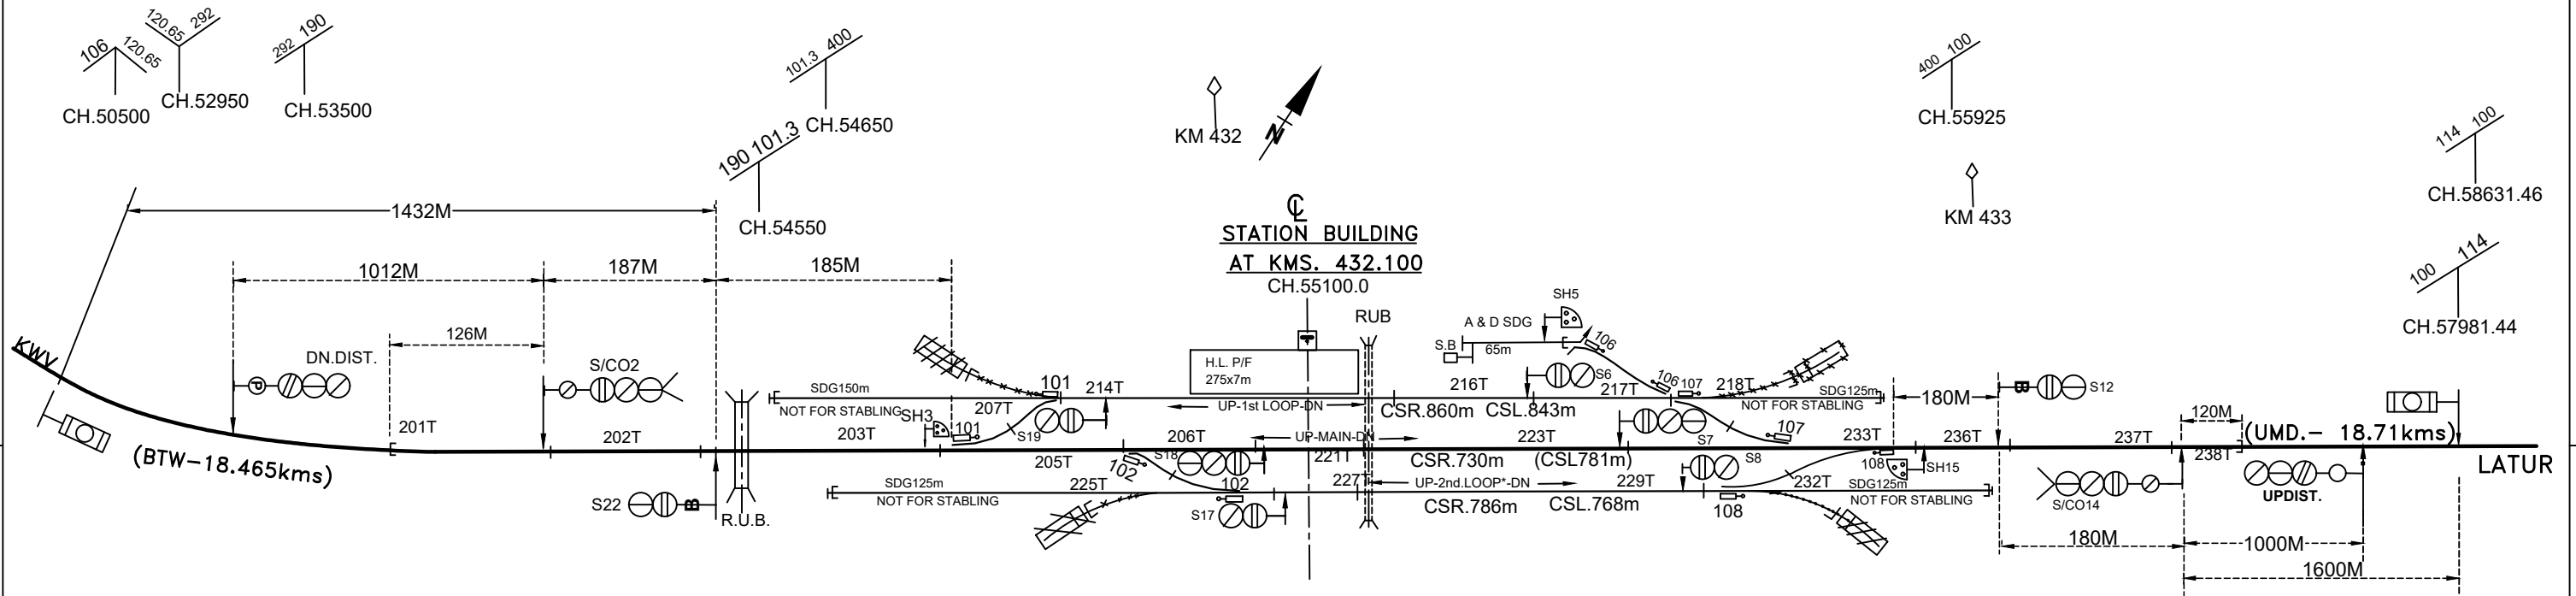 106 120.65
CH.50500
120.65 292
CH.52950
292 190
CH.53500
101.3 400
CH.54650
190 101.3
CH.54550
KM 432
N
400 100
CH.55925
KM 433
114 100
CH.58631.46
100 114
CH.57981.44
1432M
1012M
187M
185M
126M
STATION BUILDING
AT KMS. 432.100
CH.55100.0
RUB
KWV
DN.DIST.
P
S/CO2
201T
202T
(BTW-18.465kms)
S22
B
R.U.B.
SDG150m
NOT FOR STABLING
203T
SH3
101
207T
101
S19
214T
205T
206T
S18
102
102
SDG125m
NOT FOR STABLING
225T
S17
H.L. P/F
275x7m
UP-1st LOOP-DN
UP-MAIN-DN
221T
227T
UP-2nd.LOOP*-DN
A & D SDG
S.B
65m
SH5
106
216T
S6
217T
106
107
218T
SDG125m
NOT FOR STABLING
CSR.860m CSL.843m
223T
S7
107
CSR.730m (CSL781m)
S8
229T
CSR.786m CSL.768m
108
108
232T
233T
SH15
SDG125m
NOT FOR STABLING
180M
B
S12
236T
237T
120M
238T
(UMD.- 18.71kms)
LATUR
S/CO14
UPDIST.
180M
1000M
1600M